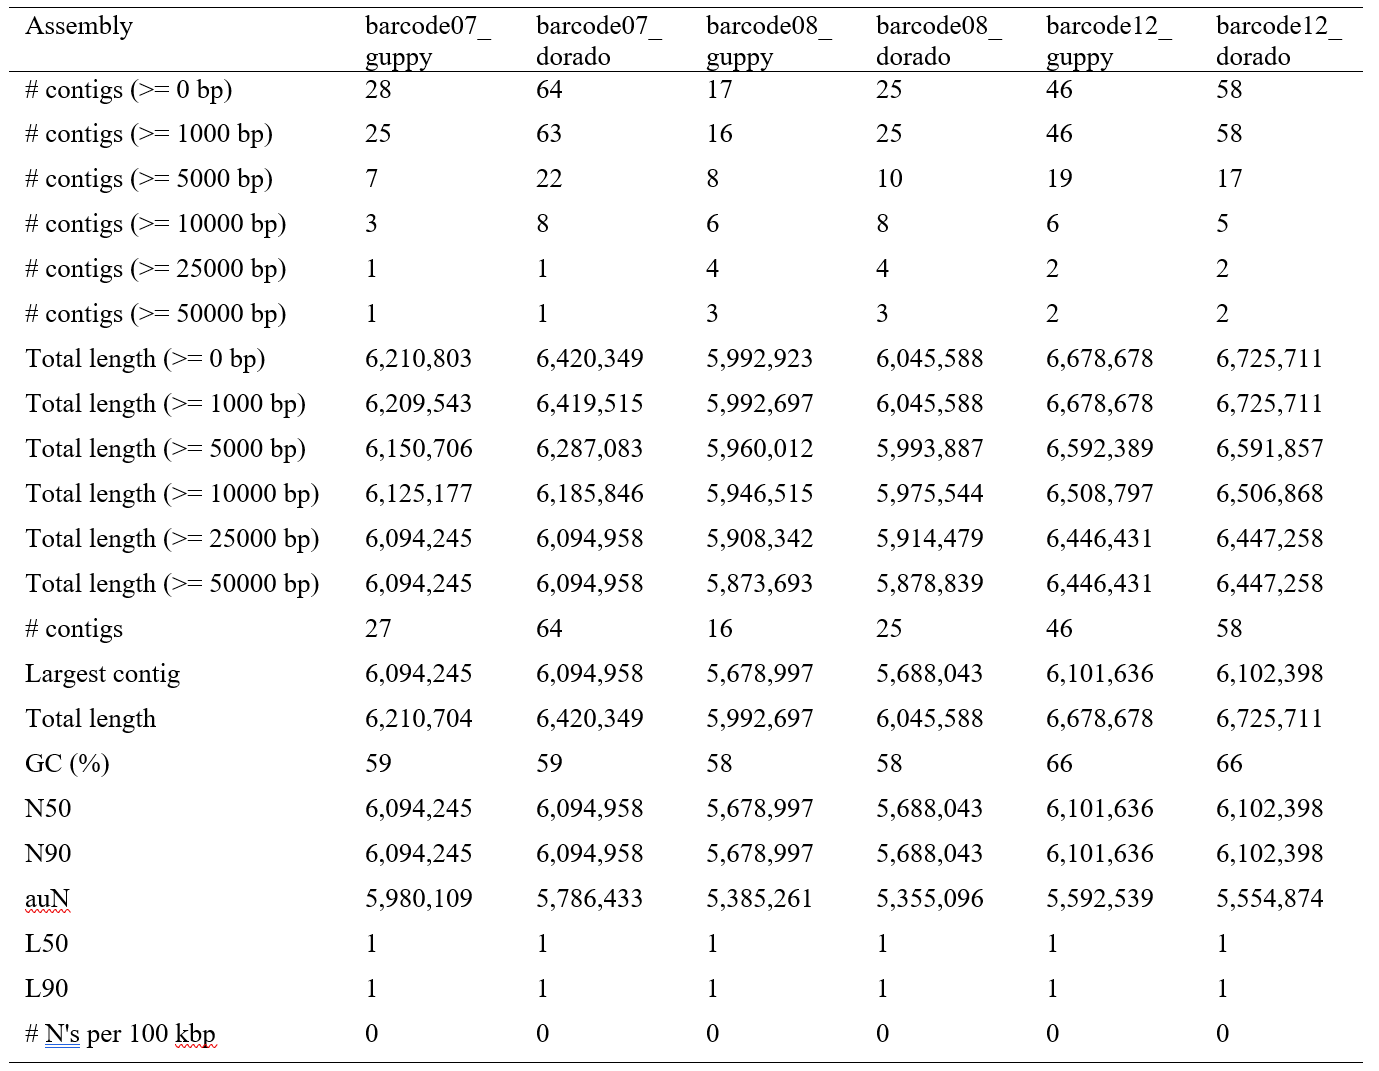 Assembly barcode07_ barcode07_ barcode08_ barcode08_ barcode12_ barcode12_
guppy dorado guppy dorado guppy dorado
# contigs (>= 0 bp) 28 64 17 25 46 58
# contigs (>= 1000 bp) 25 63 16 25 46 58
# contigs (>= 5000 bp) 7 22 8 10 19 17
# contigs (>= 10000 bp) 3 8 6 8 6 5
# contigs (>= 25000 bp) 1 1 4 4 2 2
# contigs (>= 50000 bp) 1 1 3 3 2 2
Total length (>= 0 bp) 6,210,803 6,420,349 5,992,923 6,045,588 6,678,678 6,725,711
Total length (>= 1000 bp) 6,209,543 6,419,515 5,992,697 6,045,588 6,678,678 6,725,711
Total length (>= 5000 bp) 6,150,706 6,287,083 5,960,012 5,993,887 6,592,389 6,591,857
Total length (>= 10000 bp) 6,125,177 6,185,846 5,946,515 5,975,544 6,508,797 6,506,868
Total length (>= 25000 bp) 6,094,245 6,094,958 5,908,342 5,914,479 6,446,431 6,447,258
Total length (>= 50000 bp) 6,094,245 6,094,958 5,873,693 5,878,839 6,446,431 6,447,258
# contigs 27 64 16 25 46 58
Largest contig 6,094,245 6,094,958 5,678,997 5,688,043 6,101,636 6,102,398
Total length 6,210,704 6,420,349 5,992,697 6,045,588 6,678,678 6,725,711
GC (%) 59 59 58 58 66 66
N50 6,094,245 6,094,958 5,678,997 5,688,043 6,101,636 6,102,398
N90 6,094,245 6,094,958 5,678,997 5,688,043 6,101,636 6,102,398
auN 5,980,109 5,786,433 5,385,261 5,355,096 5,592,539 5,554,874
L50 1 1 1 1 1 1
L90 1 1 1 1 1 1
# N's per 100 kbp 0 0 0 0 0 0